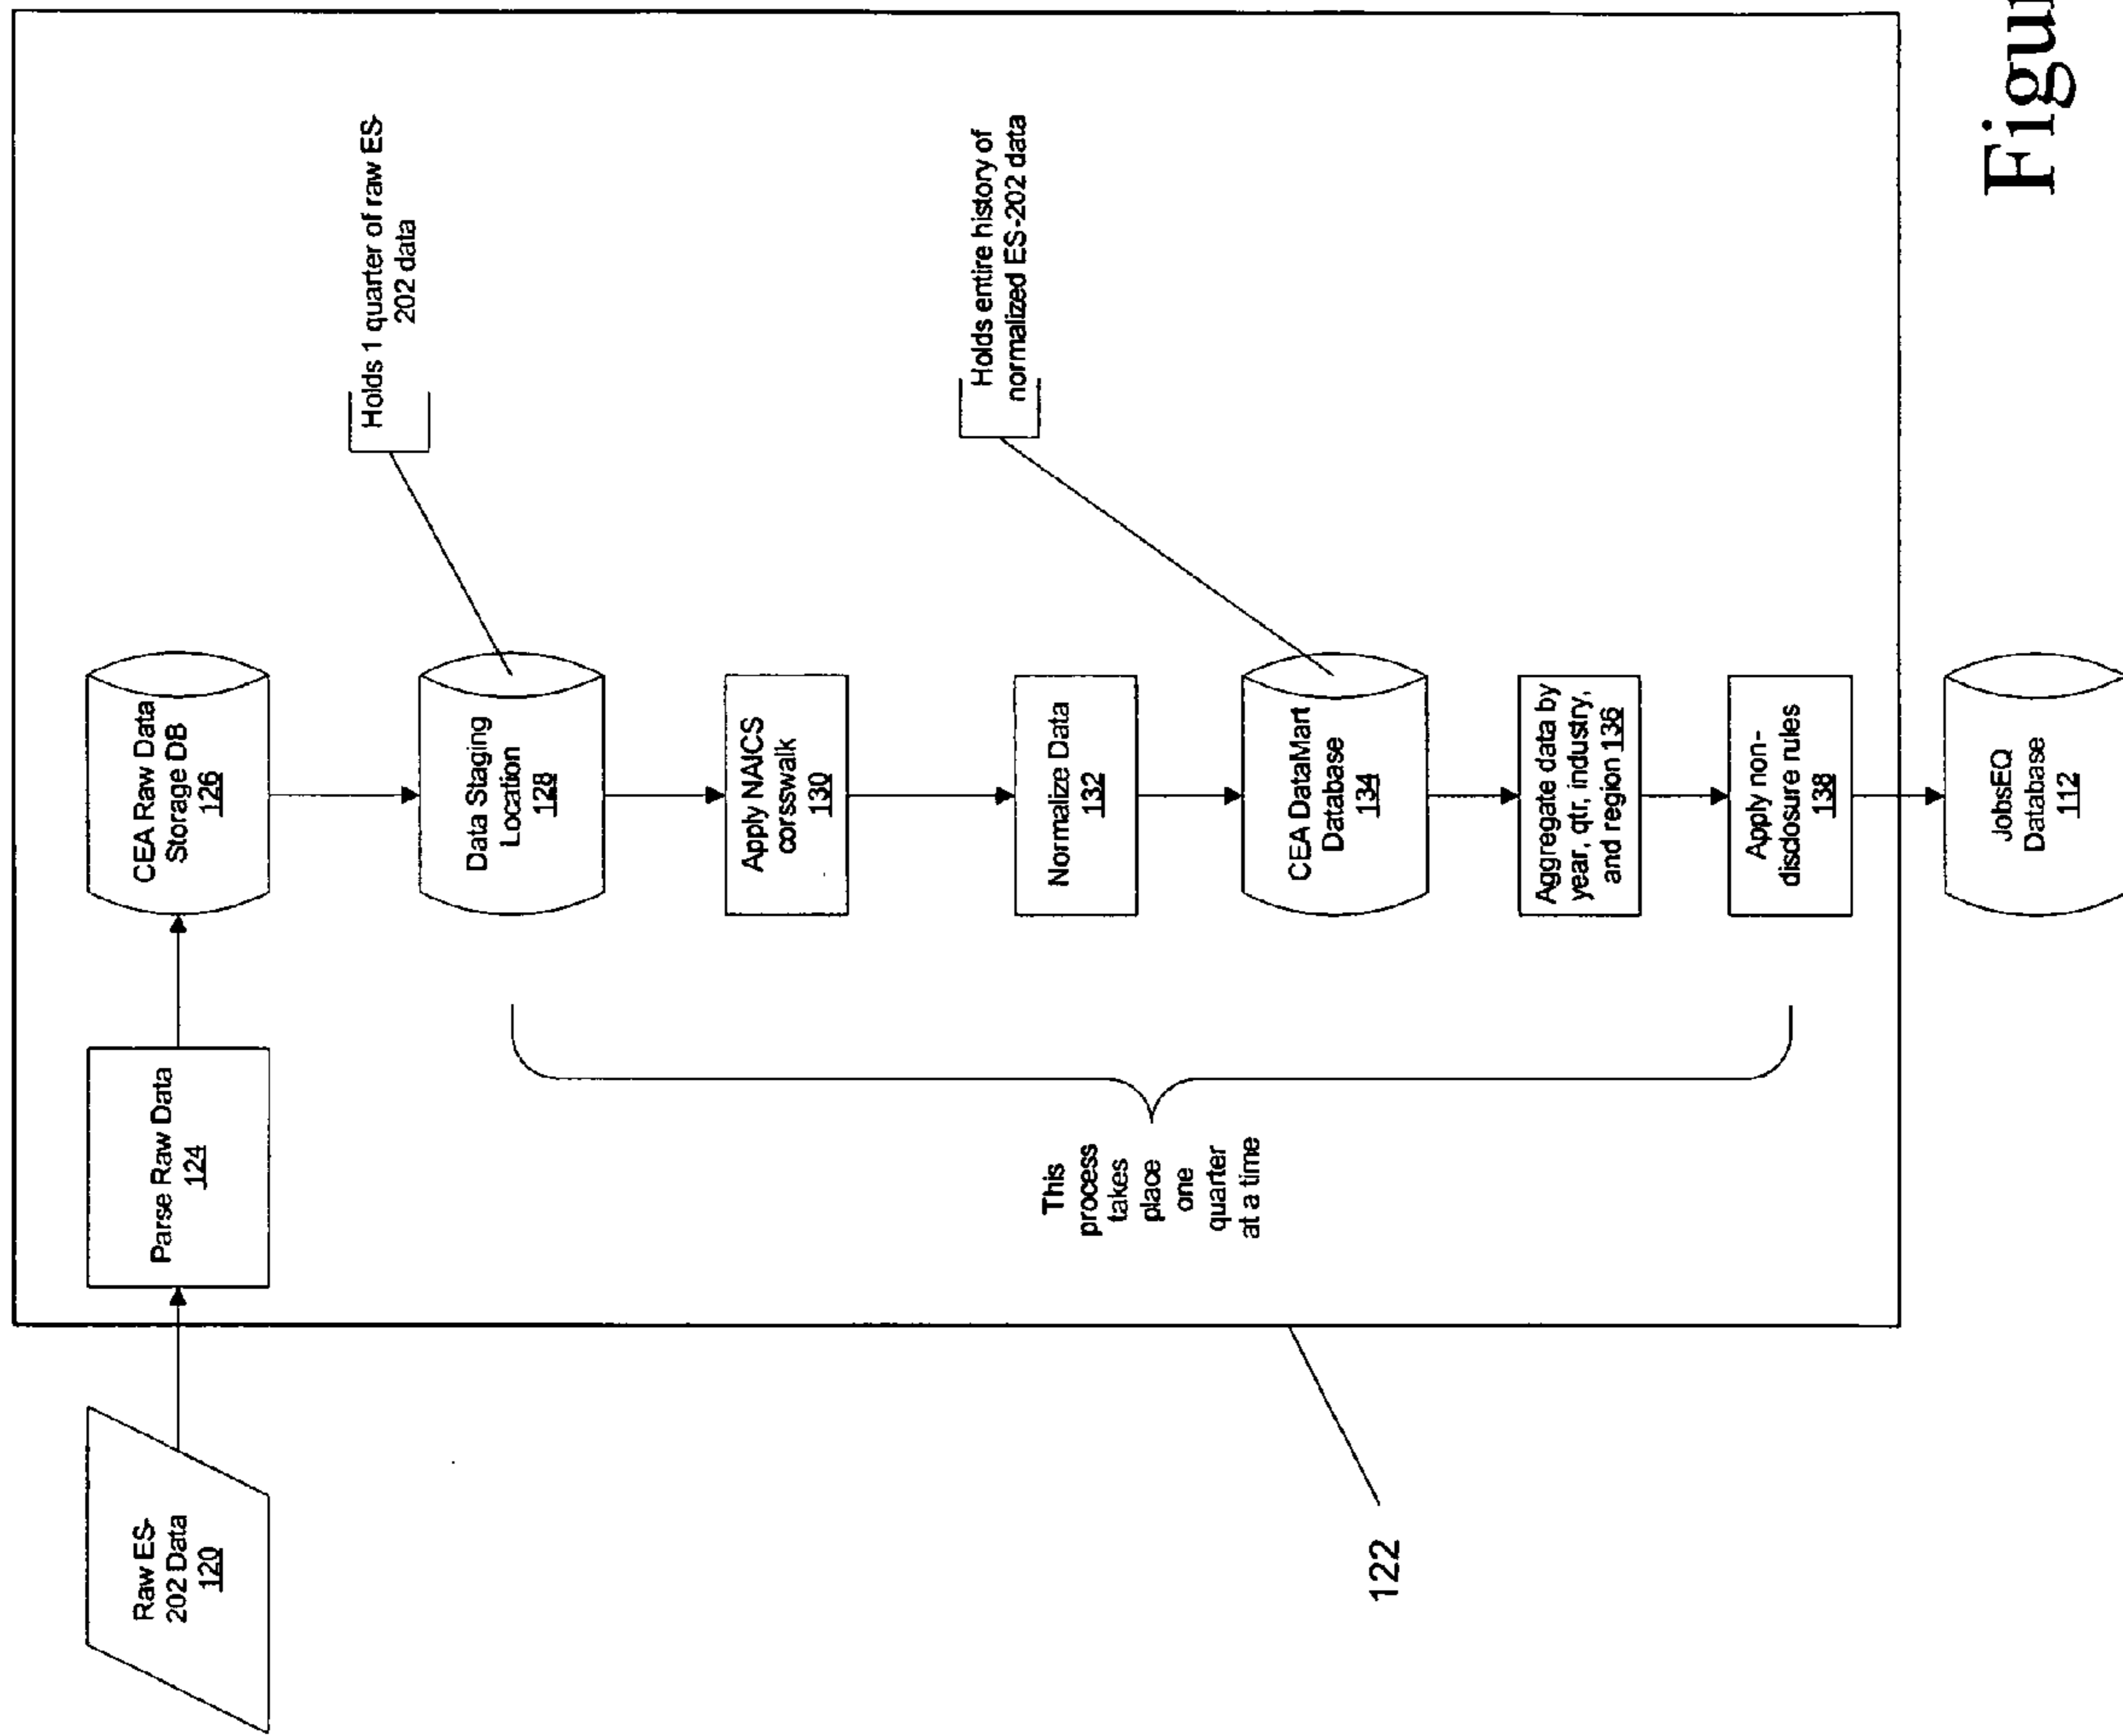 Raw ES-
202 Data
120
Parse Raw Data
124
CEA Raw Data
Storage DB
126
Holds 1 quarter of raw ES-
202 data
Data Staging
Location
128
Apply NAICS
corsswalk
130
This
process
takes
place
one
quarter
at a time
Normalize Data
132
Holds entire history of
normalized ES-202 data
CEA DataMart
Database
134
122
Aggregate data by
year, qtr, industry,
and region 136
Apply non-
disclosure rules
138
JobsEQ
Database
112